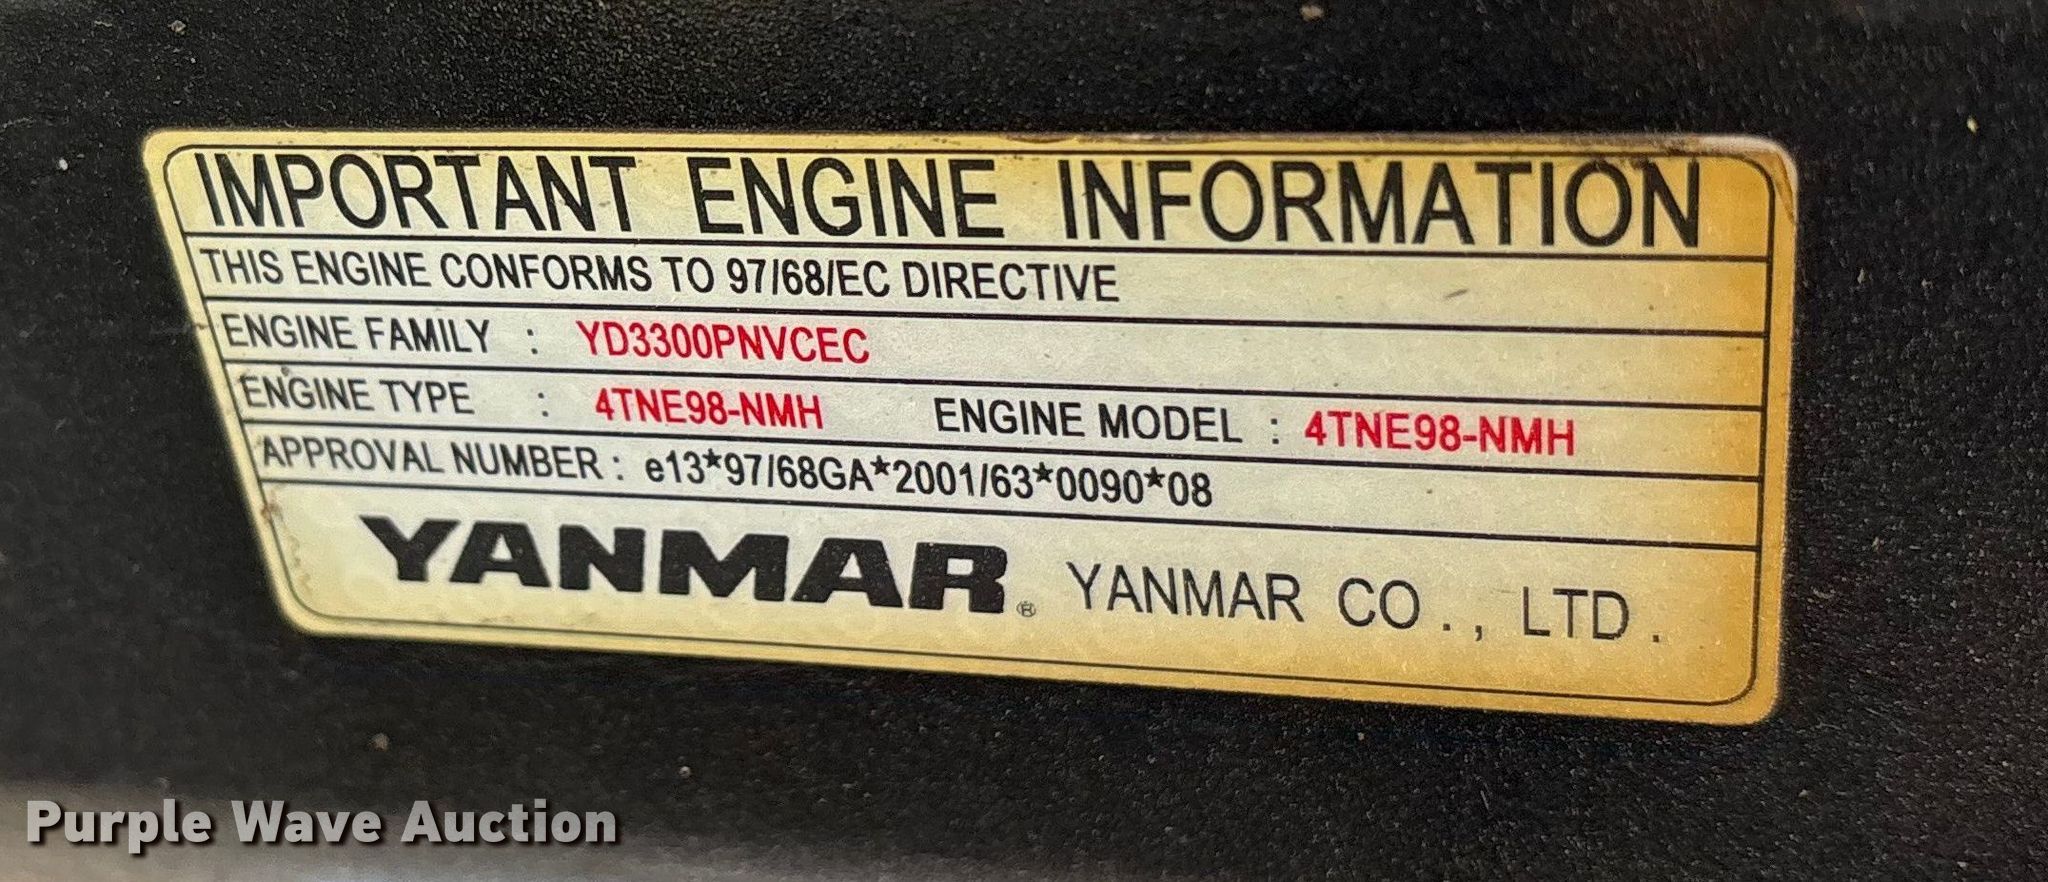 IMPORTANT ENGINE INFORMATION
THIS ENGINE CONFORMS TO 97/68/EC DIRECTIVE
ENGINE FAMILY : YD3300PNVCEC
ENGINE TYPE : 4TNE98-NMH ENGINE MODEL : 4TNE98-NMH
APPROVAL NUMBER : e13*97/68GA*2001/63*0090*08
YANMAR® YANMAR CO., LTD.
Purple Wave Auction